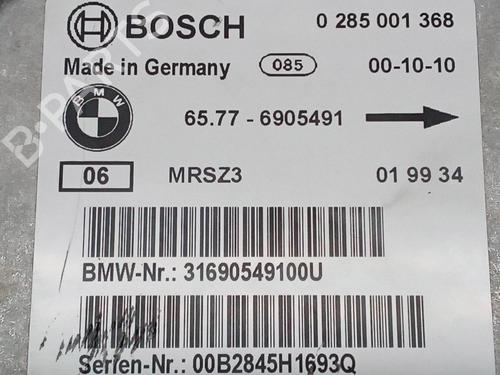 BOSCH 0 285 001 368
Made in Germany 085 00-10-10
BMW 65.77 - 6905491
06 MRSZ3 01 99 34
BMW-Nr.: 31690549100U
Serien-Nr.: 00B2845H1693Q
B-PARTS